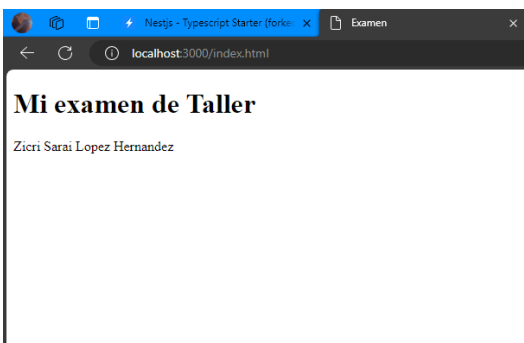 Nestjs - Typescript Starter (forke
Examen
localhost:3000/index.html
Mi examen de Taller
Zicri Sarai Lopez Hernandez